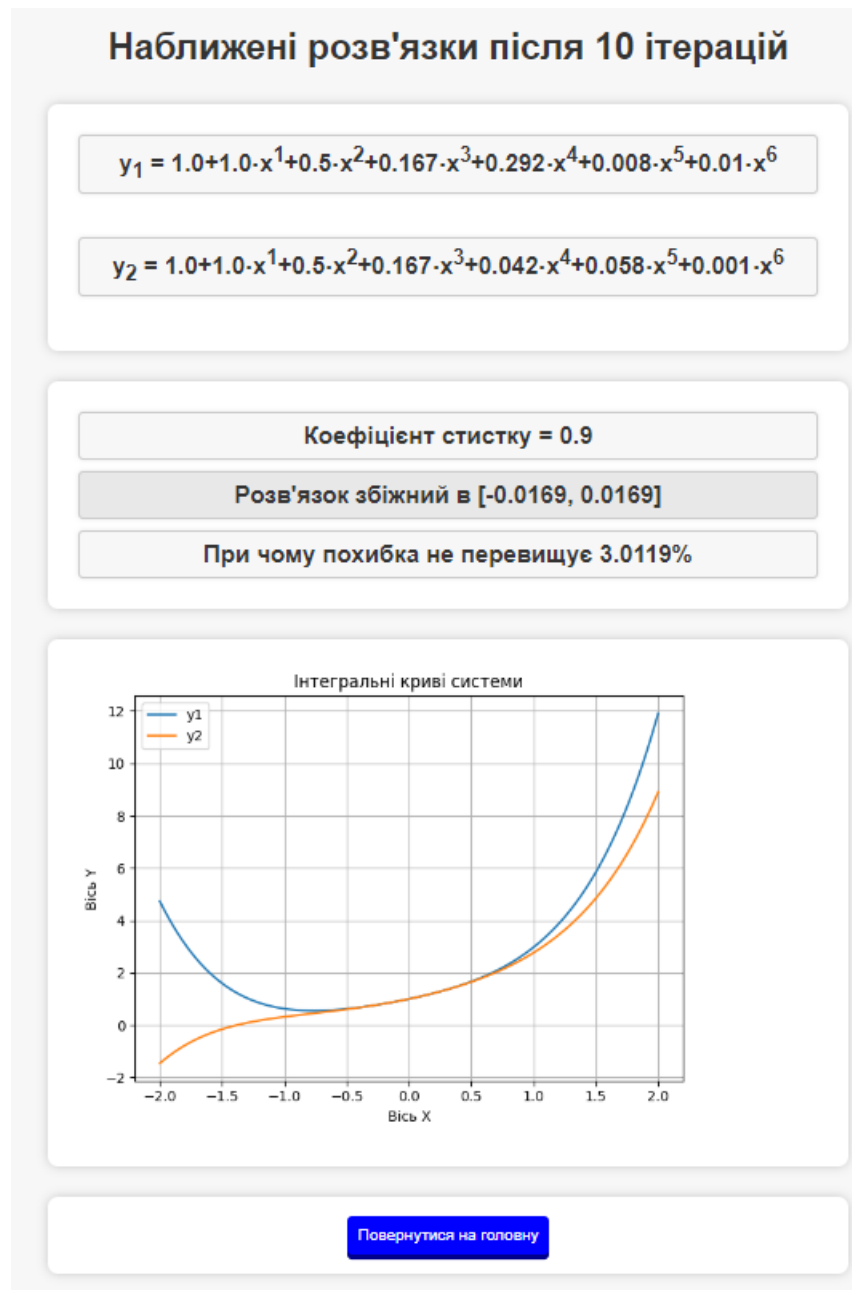 Наближені розв'язки після 10 ітерацій
y₁ = 1.0+1.0·x¹+0.5·x²+0.167·x³+0.292·x⁴+0.008·x⁵+0.01·x⁶
y₂ = 1.0+1.0·x¹+0.5·x²+0.167·x³+0.042·x⁴+0.058·x⁵+0.001·x⁶
Коефіцієнт стистку = 0.9
Розв'язок збіжний в [-0.0169, 0.0169]
При чому похибка не перевищує 3.0119%
Інтегральні криві системи
y1
y2
12
10
8
6
4
2
0
−2
Вісь Y
−2.0 −1.5 −1.0 −0.5 0.0 0.5 1.0 1.5 2.0
Вісь X
Повернутися на головну